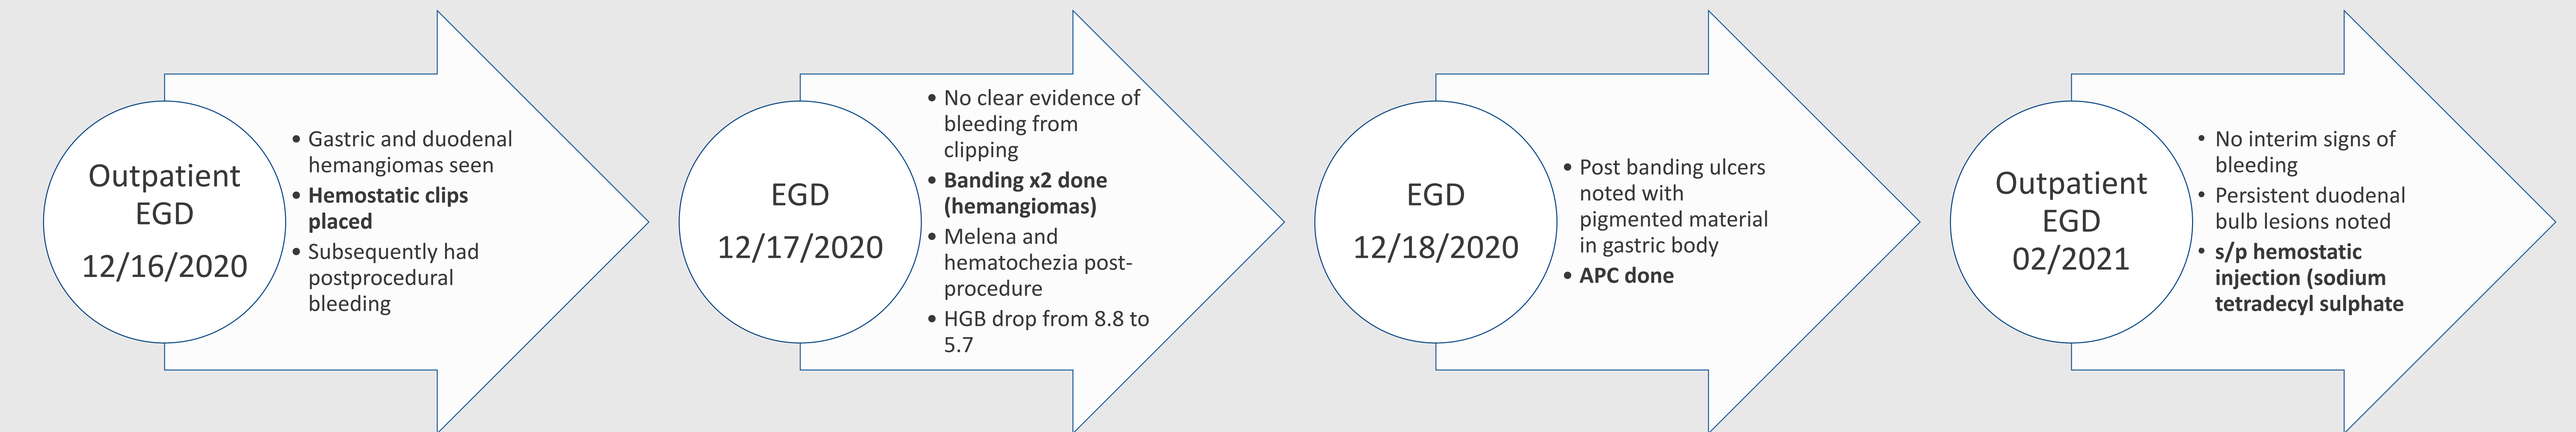 Outpatient
EGD
12/16/2020
• Gastric and duodenal
hemangiomas seen
• Hemostatic clips
placed
• Subsequently had
postprocedural
bleeding
EGD
12/17/2020
• No clear evidence of
bleeding from
clipping
• Banding x2 done
(hemangiomas)
• Melena and
hematochezia post-
procedure
• HGB drop from 8.8 to
5.7
EGD
12/18/2020
• Post banding ulcers
noted with
pigmented material
in gastric body
• APC done
Outpatient
EGD
02/2021
• No interim signs of
bleeding
• Persistent duodenal
bulb lesions noted
• s/p hemostatic
injection (sodium
tetradecyl sulphate